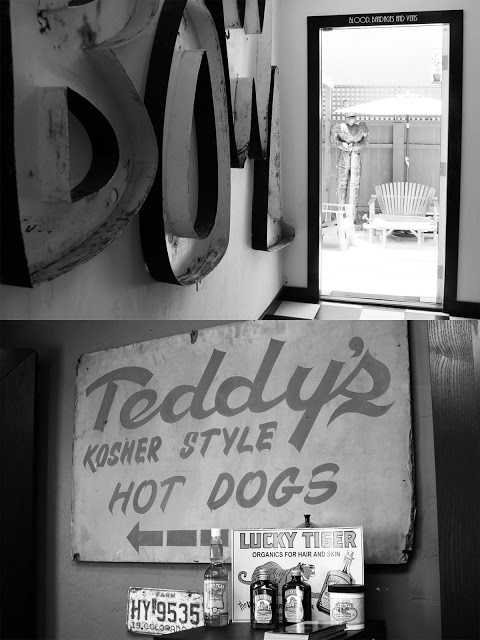 BOWL
BLOOD, BANDAGES AND VEINS
Teddy's
KOSHER STYLE
HOT DOGS
LUCKY TIGER
ORGANICS FOR HAIR AND SKIN
FARM
HY 9535
19 COLORADO